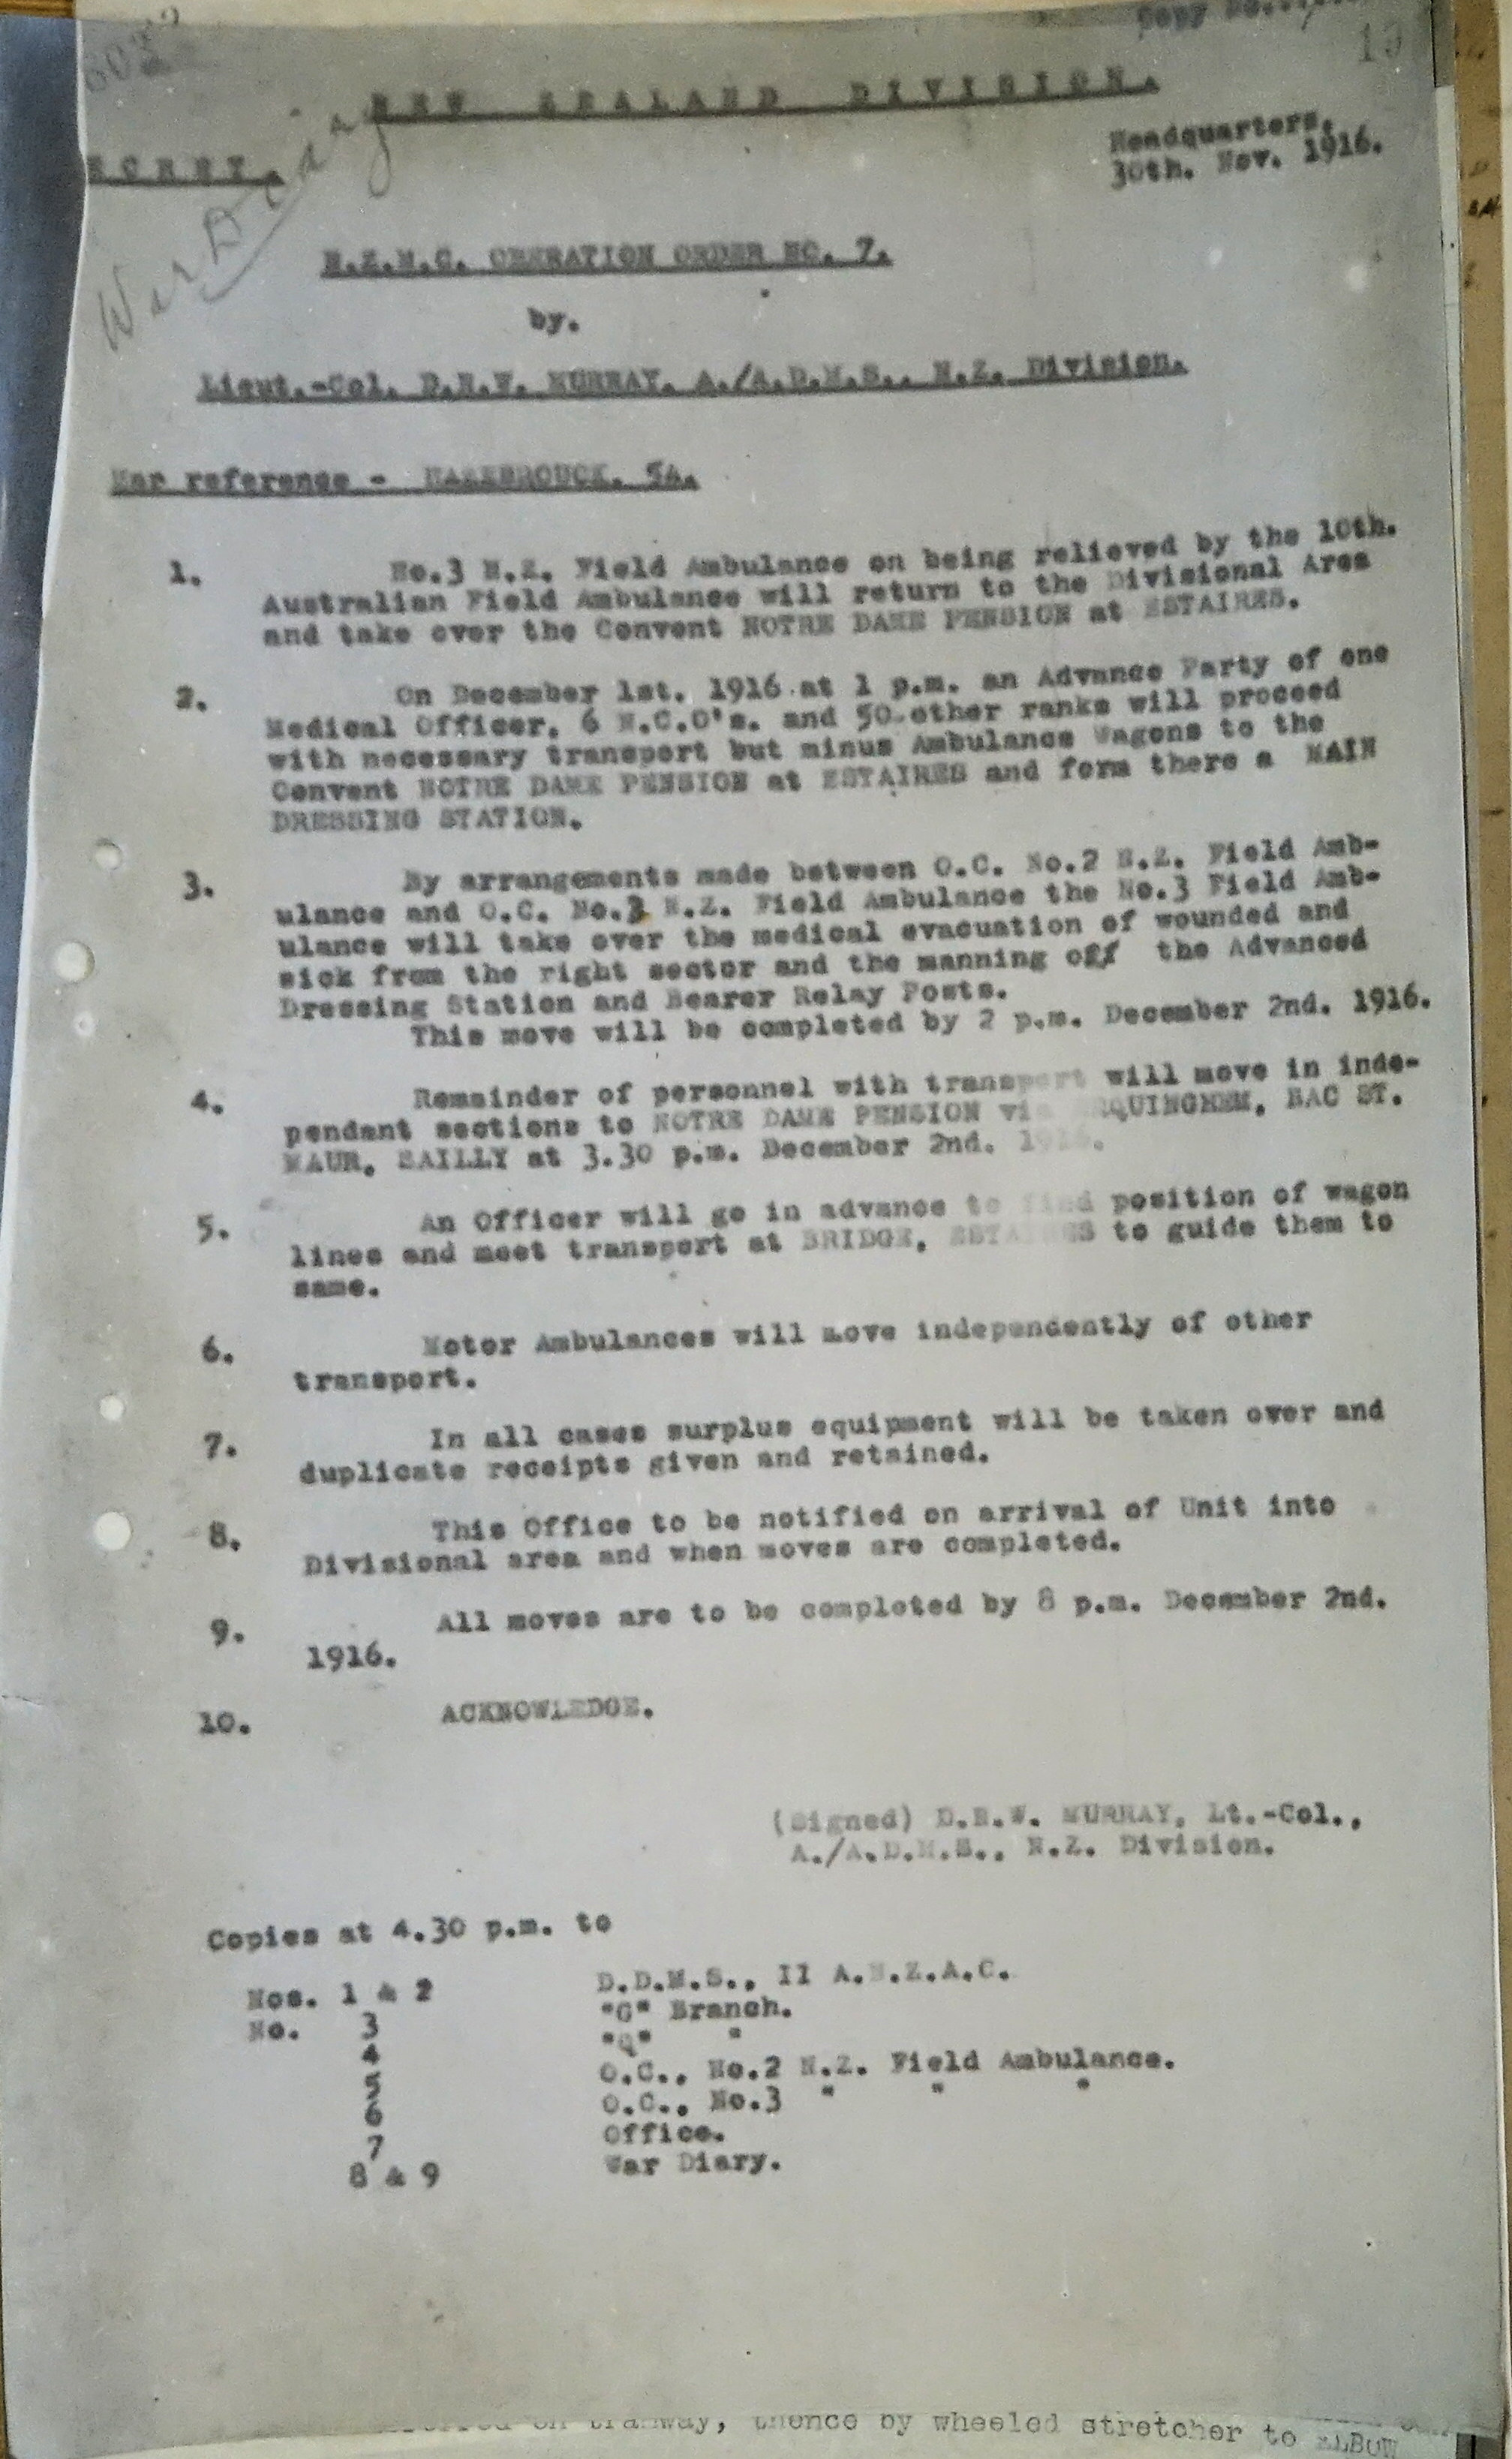 Copy No.
19
NEW ZEALAND DIVISION.
Headquarters,
30th. Nov. 1916.
ECRET.
War Diary
N.Z.M.C. OPERATION ORDER NO. 7.
by.
Lieut.-Col. D.N.W. MURRAY. A./A.D.M.S., N.Z. Division.
Map reference - HAZEBROUCK. 5A.
1. No.3 N.Z. Field Ambulance on being relieved by the 10th.
Australian Field Ambulance will return to the Divisional Area
and take over the Convent NOTRE DAME PENSION at ESTAIRES.
2. On December 1st. 1916 at 1 p.m. an Advance Party of one
Medical Officer, 6 N.C.O's. and 50 other ranks will proceed
with necessary transport but minus Ambulance Wagons to the
Convent NOTRE DAME PENSION at ESTAIRES and form there a MAIN
DRESSING STATION.
3. By arrangements made between O.C. No.2 N.Z. Field Amb-
ulance and O.C. No.3 N.Z. Field Ambulance the No.3 Field Amb-
ulance will take over the medical evacuation of wounded and
sick from the right sector and the manning off the Advanced
Dressing Station and Bearer Relay Posts.
This move will be completed by 2 p.m. December 2nd. 1916.
4. Remainder of personnel with transport will move in inde-
pendant sections to NOTRE DAME PENSION via ERQUINGHEM, BAC ST.
MAUR, SAILLY at 3.30 p.m. December 2nd. 1916.
5. An Officer will go in advance to find position of wagon
lines and meet transport at BRIDGE, ESTAIRES to guide them to
same.
6. Motor Ambulances will move independently of other
transport.
7. In all cases surplus equipment will be taken over and
duplicate receipts given and retained.
8. This Office to be notified on arrival of Unit into
Divisional area and when moves are completed.
9. All moves are to be completed by 8 p.m. December 2nd.
1916.
10. ACKNOWLEDGE.
(Signed) D.N.W. MURRAY, Lt.-Col.,
A./A.D.M.S., N.Z. Division.
Copies at 4.30 p.m. to
Nos. 1 & 2 D.D.M.S., II A.N.Z.A.C.
No. 3 "G" Branch.
4 "Q" "
5 O.C., No.2 N.Z. Field Ambulance.
6 O.C., No.3 " " "
7 Office.
8 & 9 War Diary.
on tramway, thence by wheeled stretcher to ELBOW